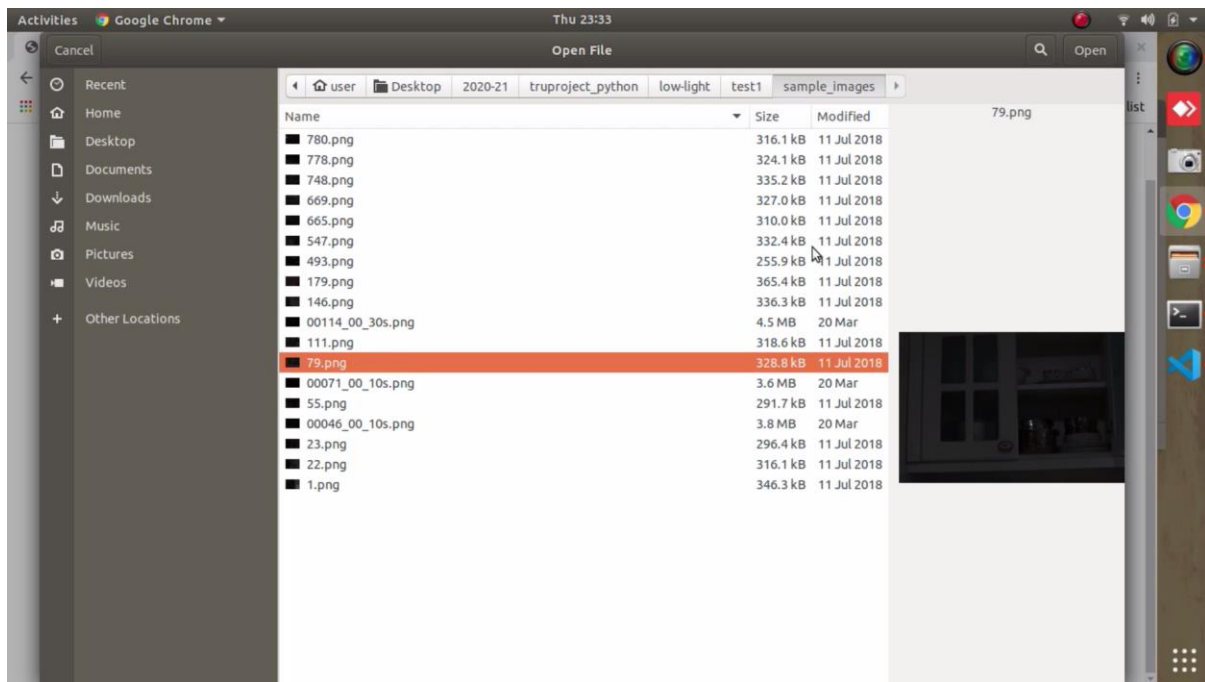 Activities Google Chrome Thu 23:33
Cancel Open File Open
Recent
Home
Desktop
Documents
Downloads
Music
Pictures
Videos
Other Locations
user Desktop 2020-21 truproject_python low-light test1 sample_images
Name Size Modified
780.png 316.1 kB 11 Jul 2018
778.png 324.1 kB 11 Jul 2018
748.png 335.2 kB 11 Jul 2018
669.png 327.0 kB 11 Jul 2018
665.png 310.0 kB 11 Jul 2018
547.png 332.4 kB 11 Jul 2018
493.png 255.9 kB 11 Jul 2018
179.png 365.4 kB 11 Jul 2018
146.png 336.3 kB 11 Jul 2018
00114_00_30s.png 4.5 MB 20 Mar
111.png 318.6 kB 11 Jul 2018
79.png 328.8 kB 11 Jul 2018
00071_00_10s.png 3.6 MB 20 Mar
55.png 291.7 kB 11 Jul 2018
00046_00_10s.png 3.8 MB 20 Mar
23.png 296.4 kB 11 Jul 2018
22.png 316.1 kB 11 Jul 2018
1.png 346.3 kB 11 Jul 2018
79.png
list